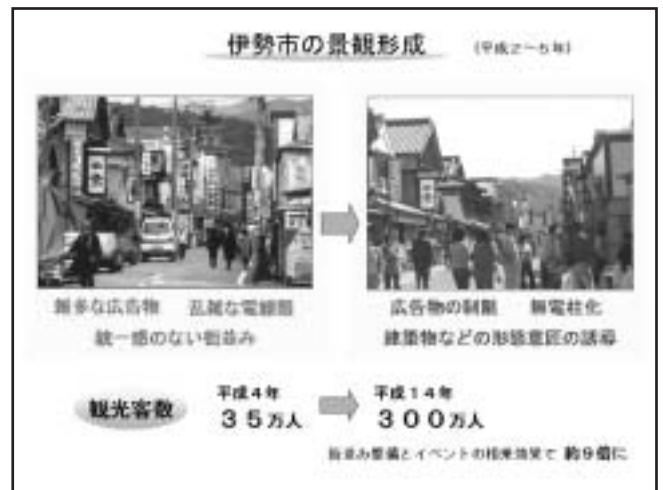 伊勢市の景観形成 (平成2～5年)
雑多な広告物 乱雑な電線類
統一感のない街並み
広告物の制限 無電柱化
建築物などの形態意匠の誘導
観光客数
平成4年
35万人
平成14年
300万人
街並み整備とイベントの相乗効果で 約9倍に